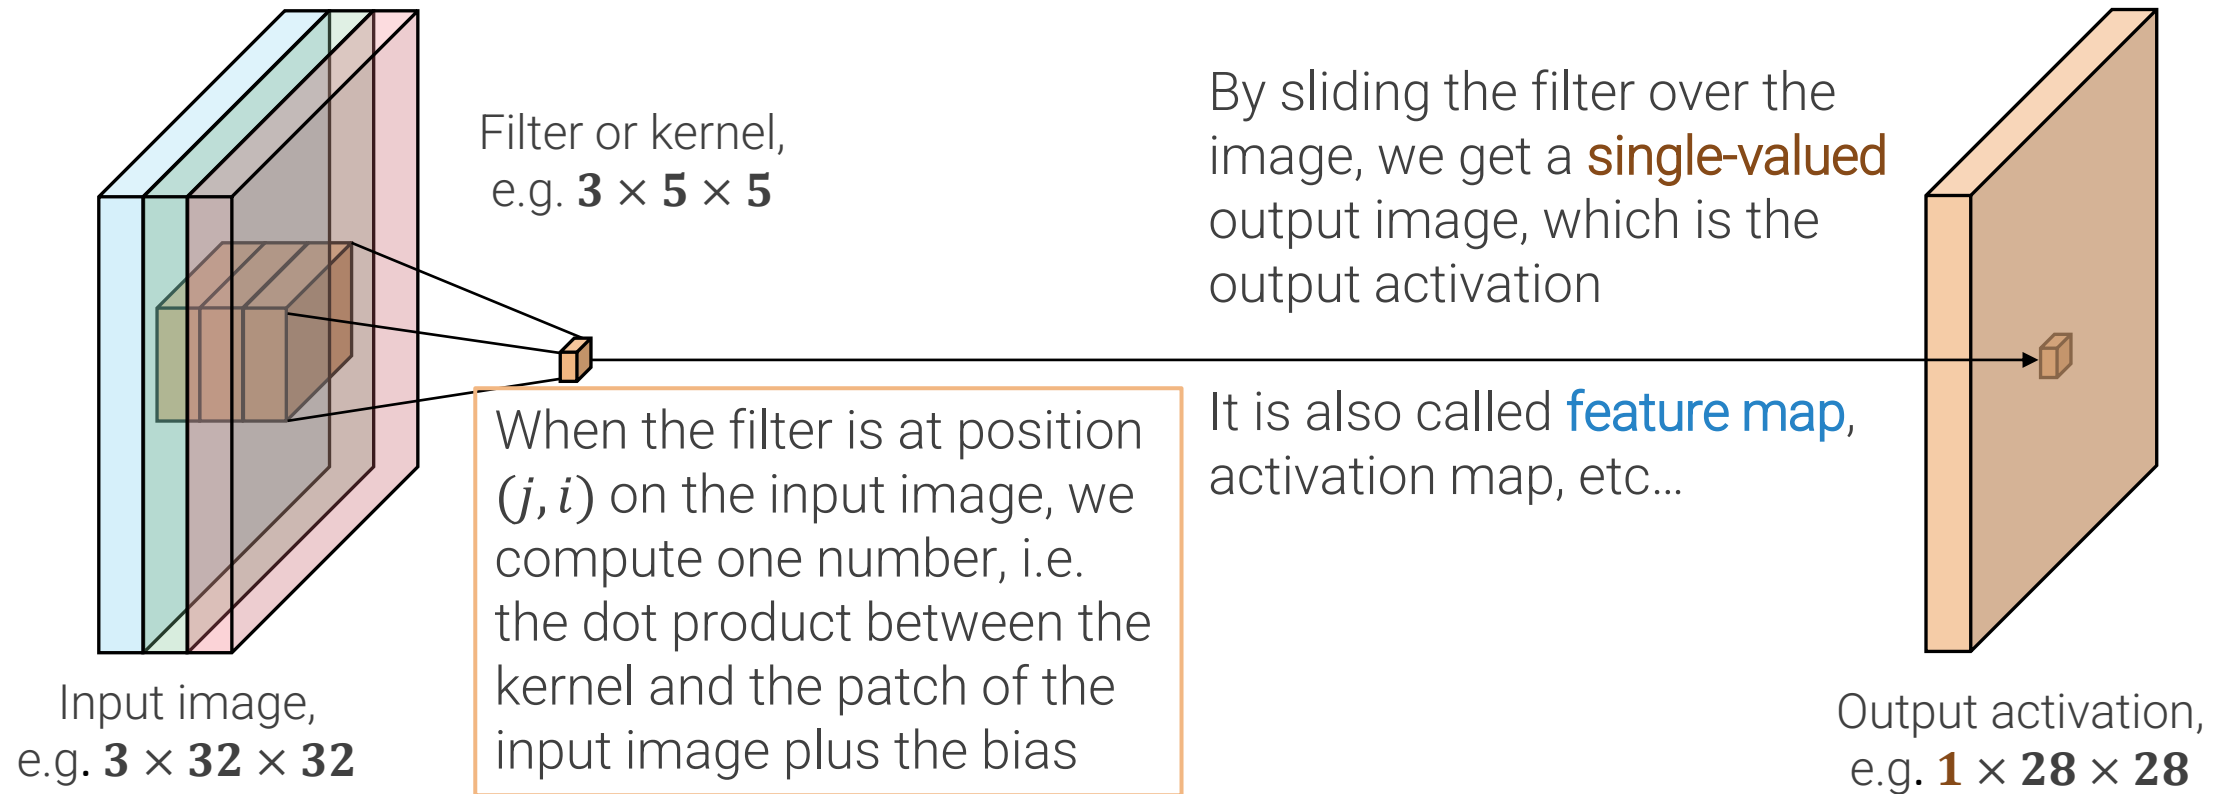 Filter or kernel,
e.g. 3 × 5 × 5
By sliding the filter over the
image, we get a single-valued
output image, which is the
output activation
When the filter is at position
(j, i) on the input image, we
compute one number, i.e.
the dot product between the
kernel and the patch of the
input image plus the bias
It is also called feature map,
activation map, etc…
Input image,
e.g. 3 × 32 × 32
Output activation,
e.g. 1 × 28 × 28